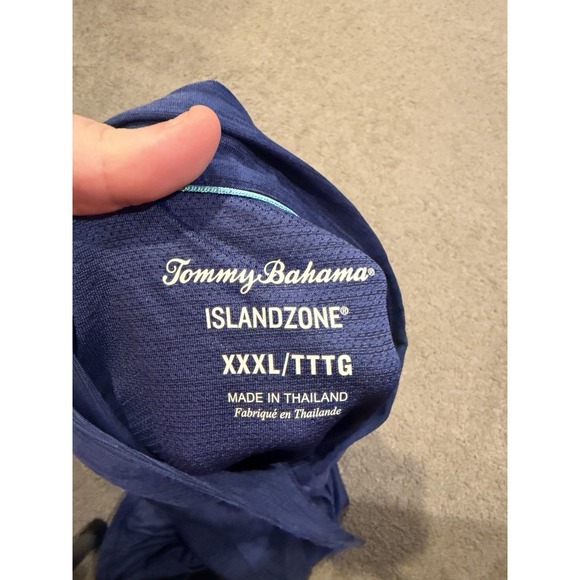 Tommy Bahama®
ISLANDZONE®
XXXL/TTTG
MADE IN THAILAND
Fabriqué en Thaïlande